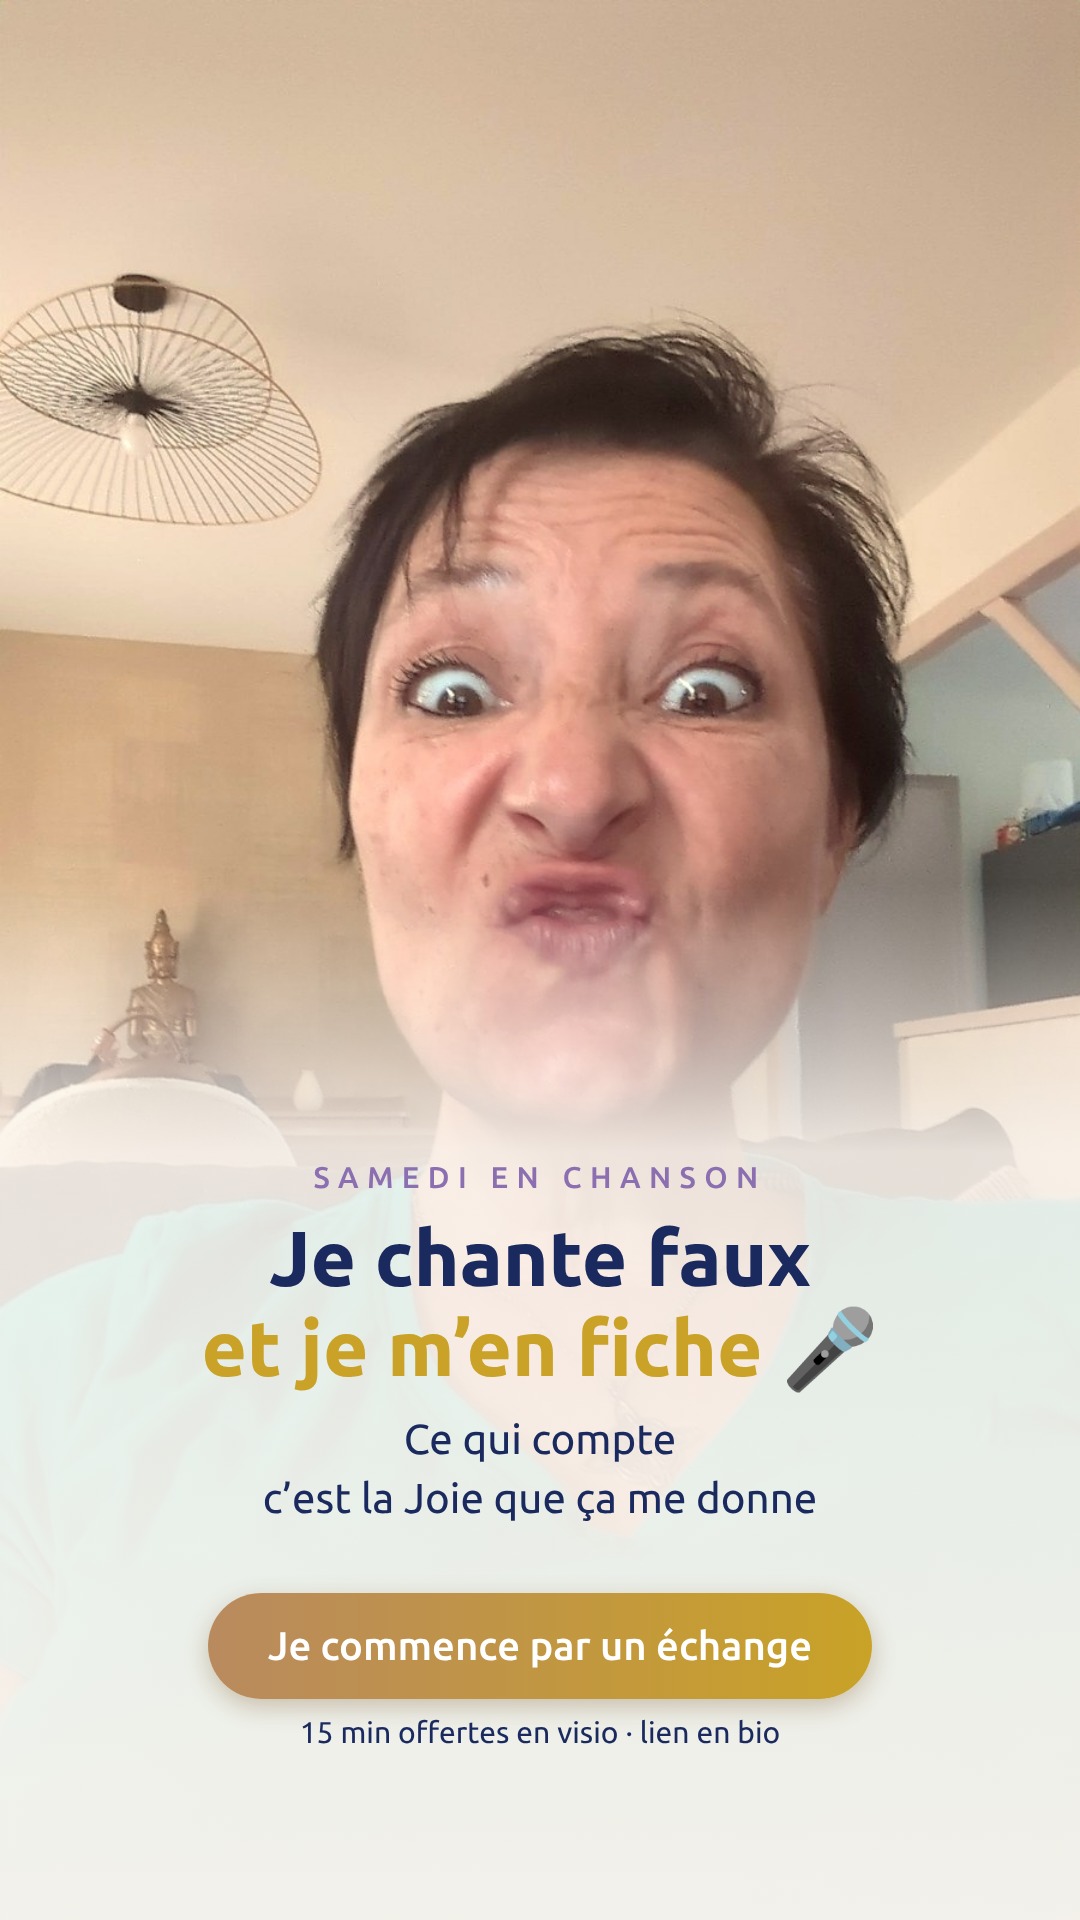 SAMEDI EN CHANSON
Je chante faux
et je m’en fiche 🎤
Ce qui compte
c’est la Joie que ça me donne
Je commence par un échange
15 min offertes en visio · lien en bio